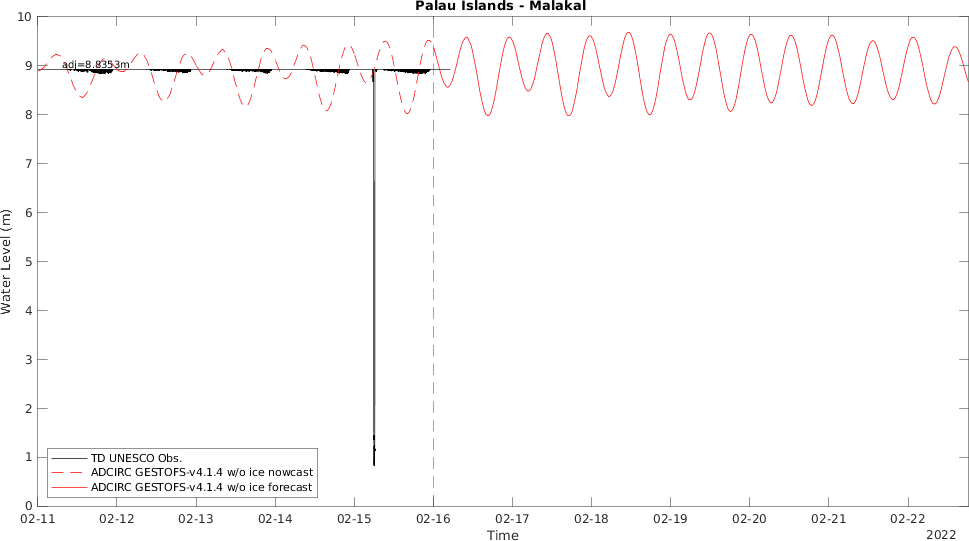 Palau Islands - Malakal
10
9
8
7
6
5
4
3
2
1
0
Water Level (m)
adj=8.8353m
TD UNESCO Obs.
ADCIRC GESTOFS-v4.1.4 w/o ice nowcast
ADCIRC GESTOFS-v4.1.4 w/o ice forecast
02-11 02-12 02-13 02-14 02-15 02-16 02-17 02-18 02-19 02-20 02-21 02-22
Time
2022